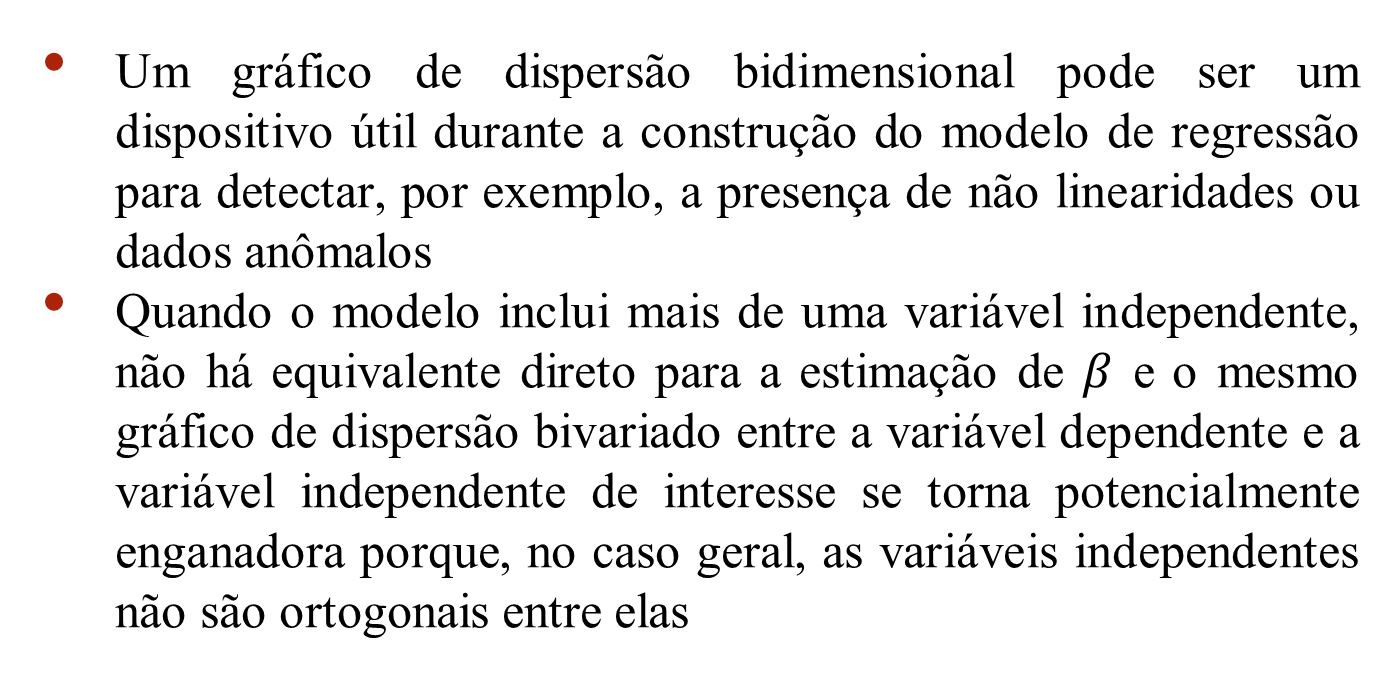 • Um gráfico de dispersão bidimensional pode ser um
dispositivo útil durante a construção do modelo de regressão
para detectar, por exemplo, a presença de não linearidades ou
dados anômalos
• Quando o modelo inclui mais de uma variável independente,
não há equivalente direto para a estimação de β e o mesmo
gráfico de dispersão bivariado entre a variável dependente e a
variável independente de interesse se torna potencialmente
enganadora porque, no caso geral, as variáveis independentes
não são ortogonais entre elas